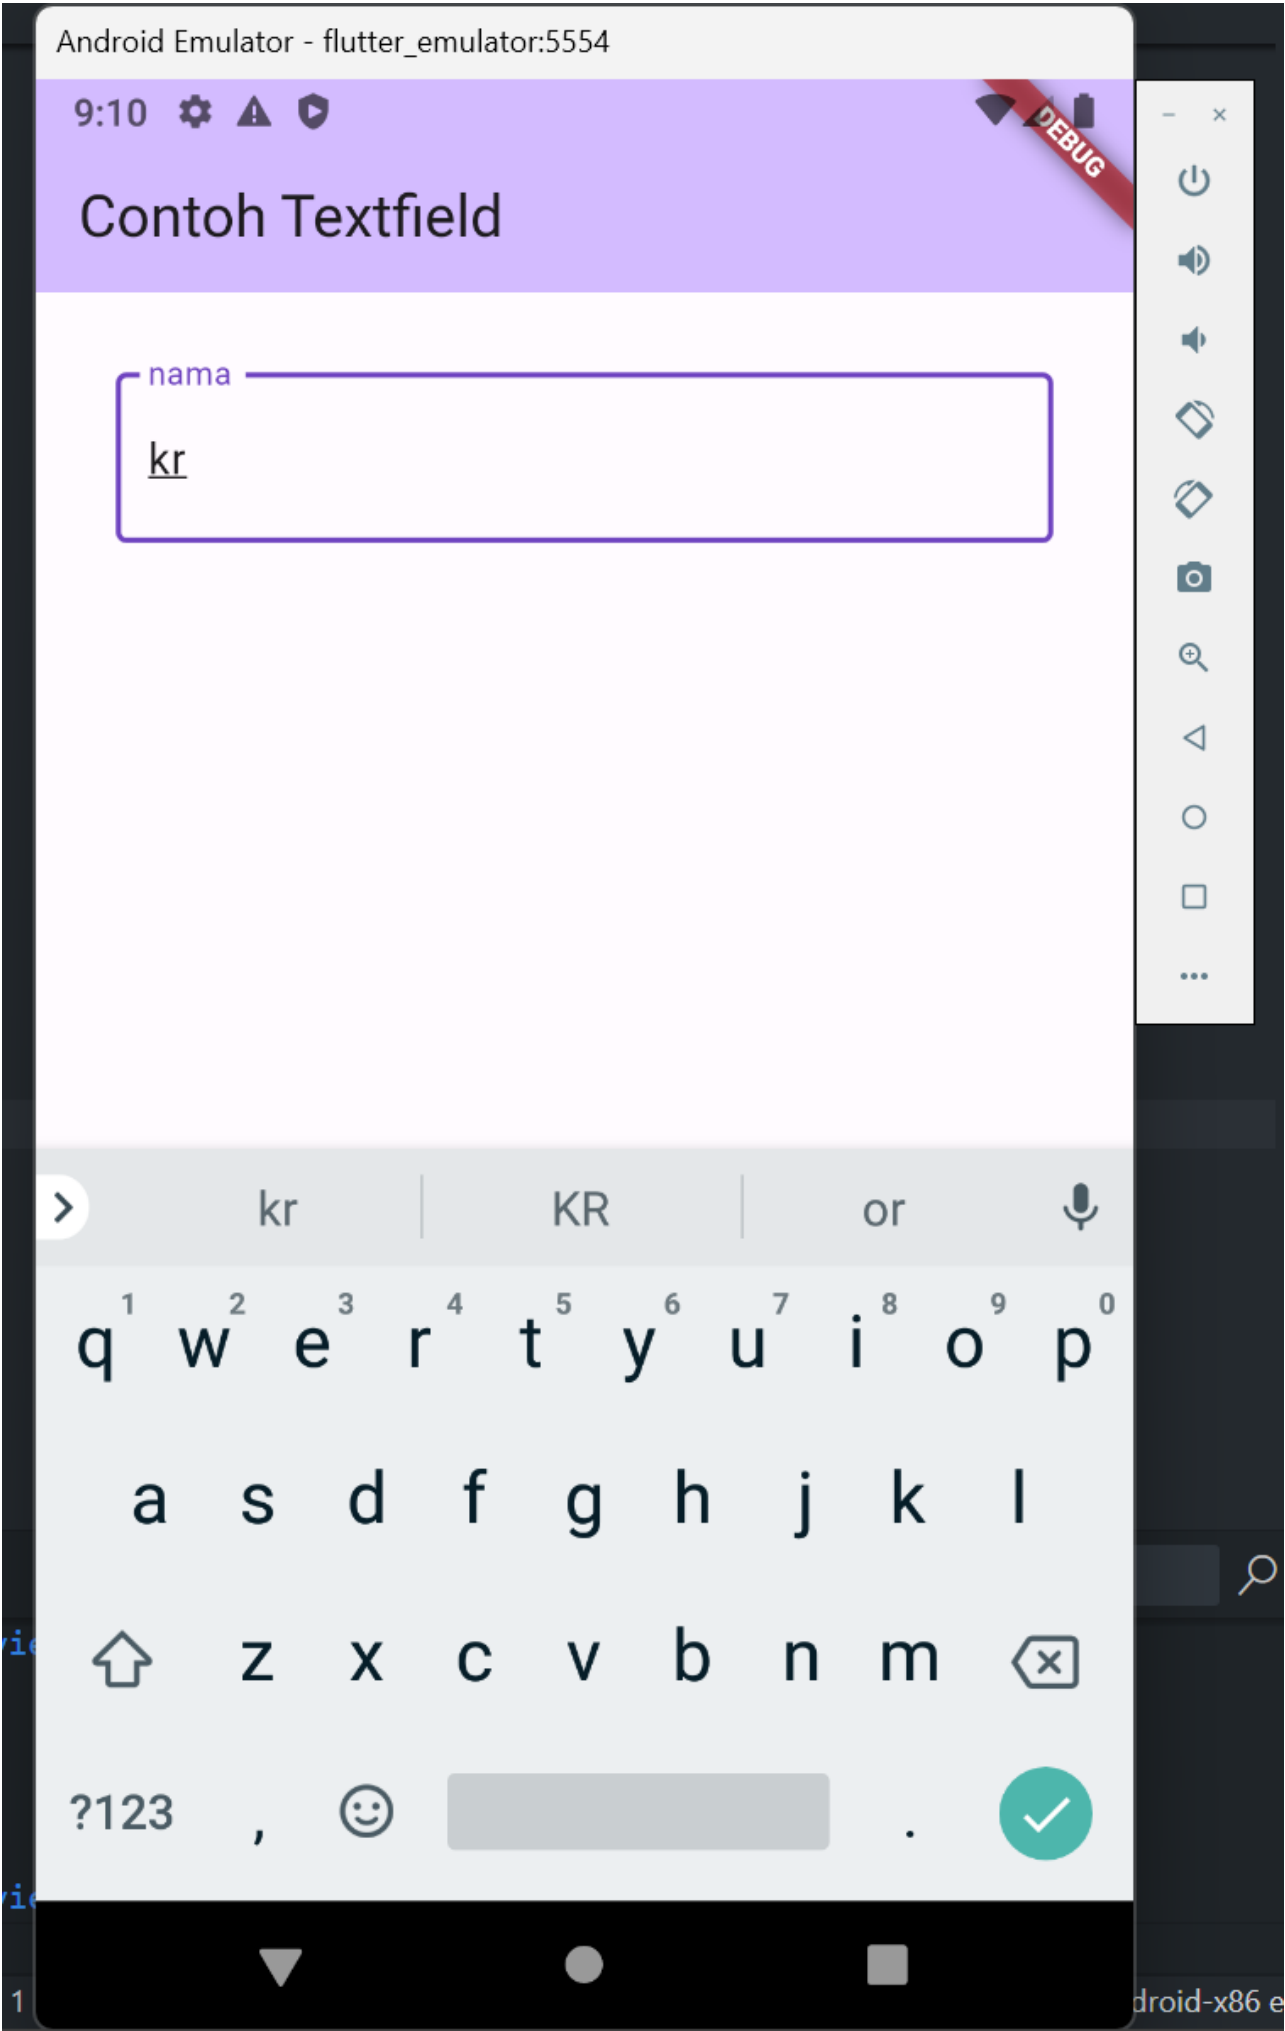 Android Emulator - flutter_emulator:5554
9:10
DEBUG
Contoh Textfield
nama
kr
kr KR or
1 2 3 4 5 6 7 8 9 0
q w e r t y u i o p
a s d f g h j k l
z x c v b n m
?123 , .
1
droid-x86 e